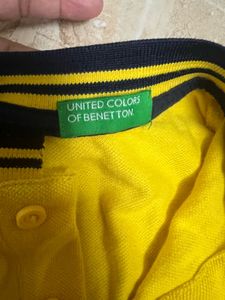 UNITED COLORS
OF BENETTON.